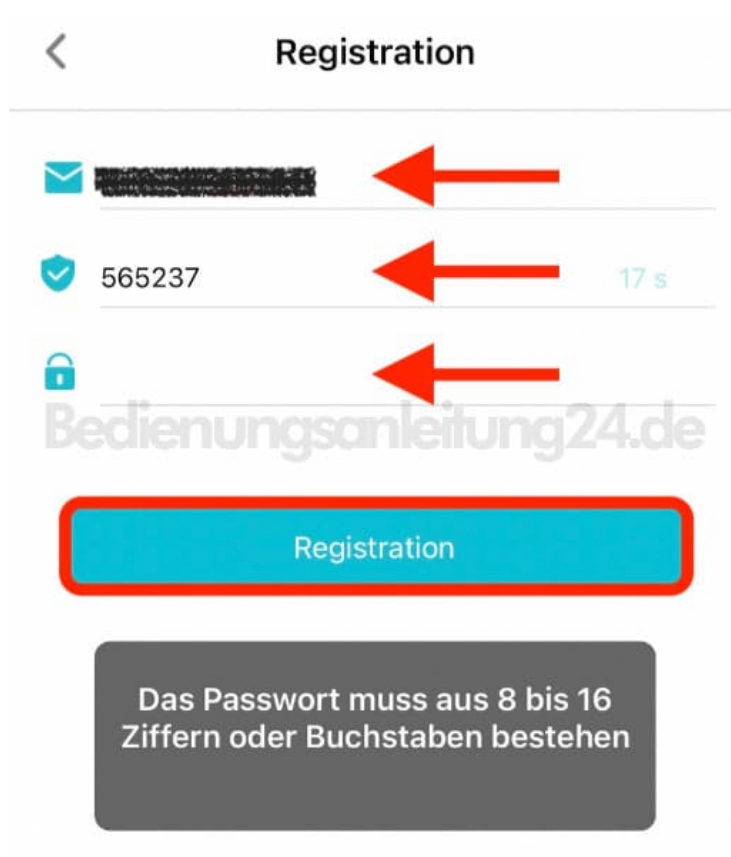 Registration
565237
17 s
Bedienungsanleitung24.de
Registration
Das Passwort muss aus 8 bis 16
Ziffern oder Buchstaben bestehen